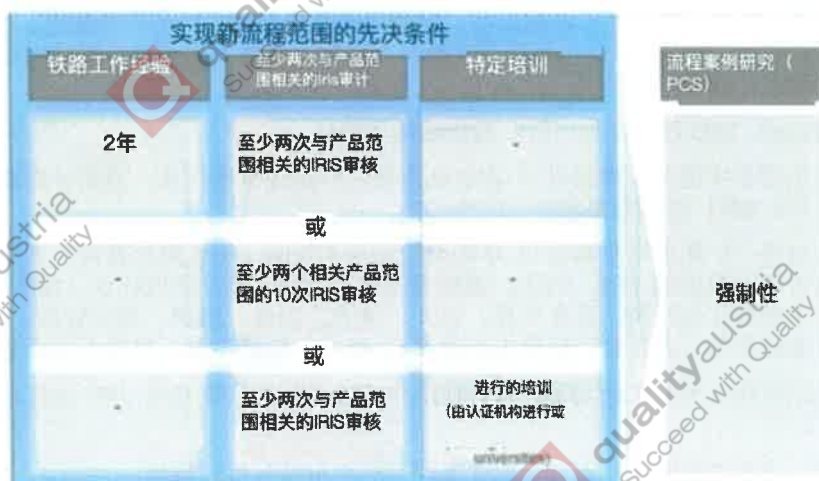 实现新流程范围的先决条件
铁路工作经验
至少两次与产品范
围相关的Iris审计
特定培训
流程案例研究（
PCS)
2年
至少两次与产品范
围相关的IRIS审核
-
或
-
至少两个相关产品范
围的10次IRIS审核
-
强制性
或
-
至少两次与产品范
围相关的IRIS审核
进行的培训
(由认证机构进行或
universities)
qualityaustria
Succeed with Quality